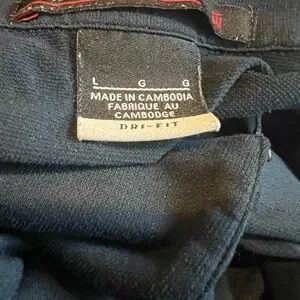 L G G
MADE IN CAMBODIA
FABRIQUE AU
CAMBODGE
DRI-FIT